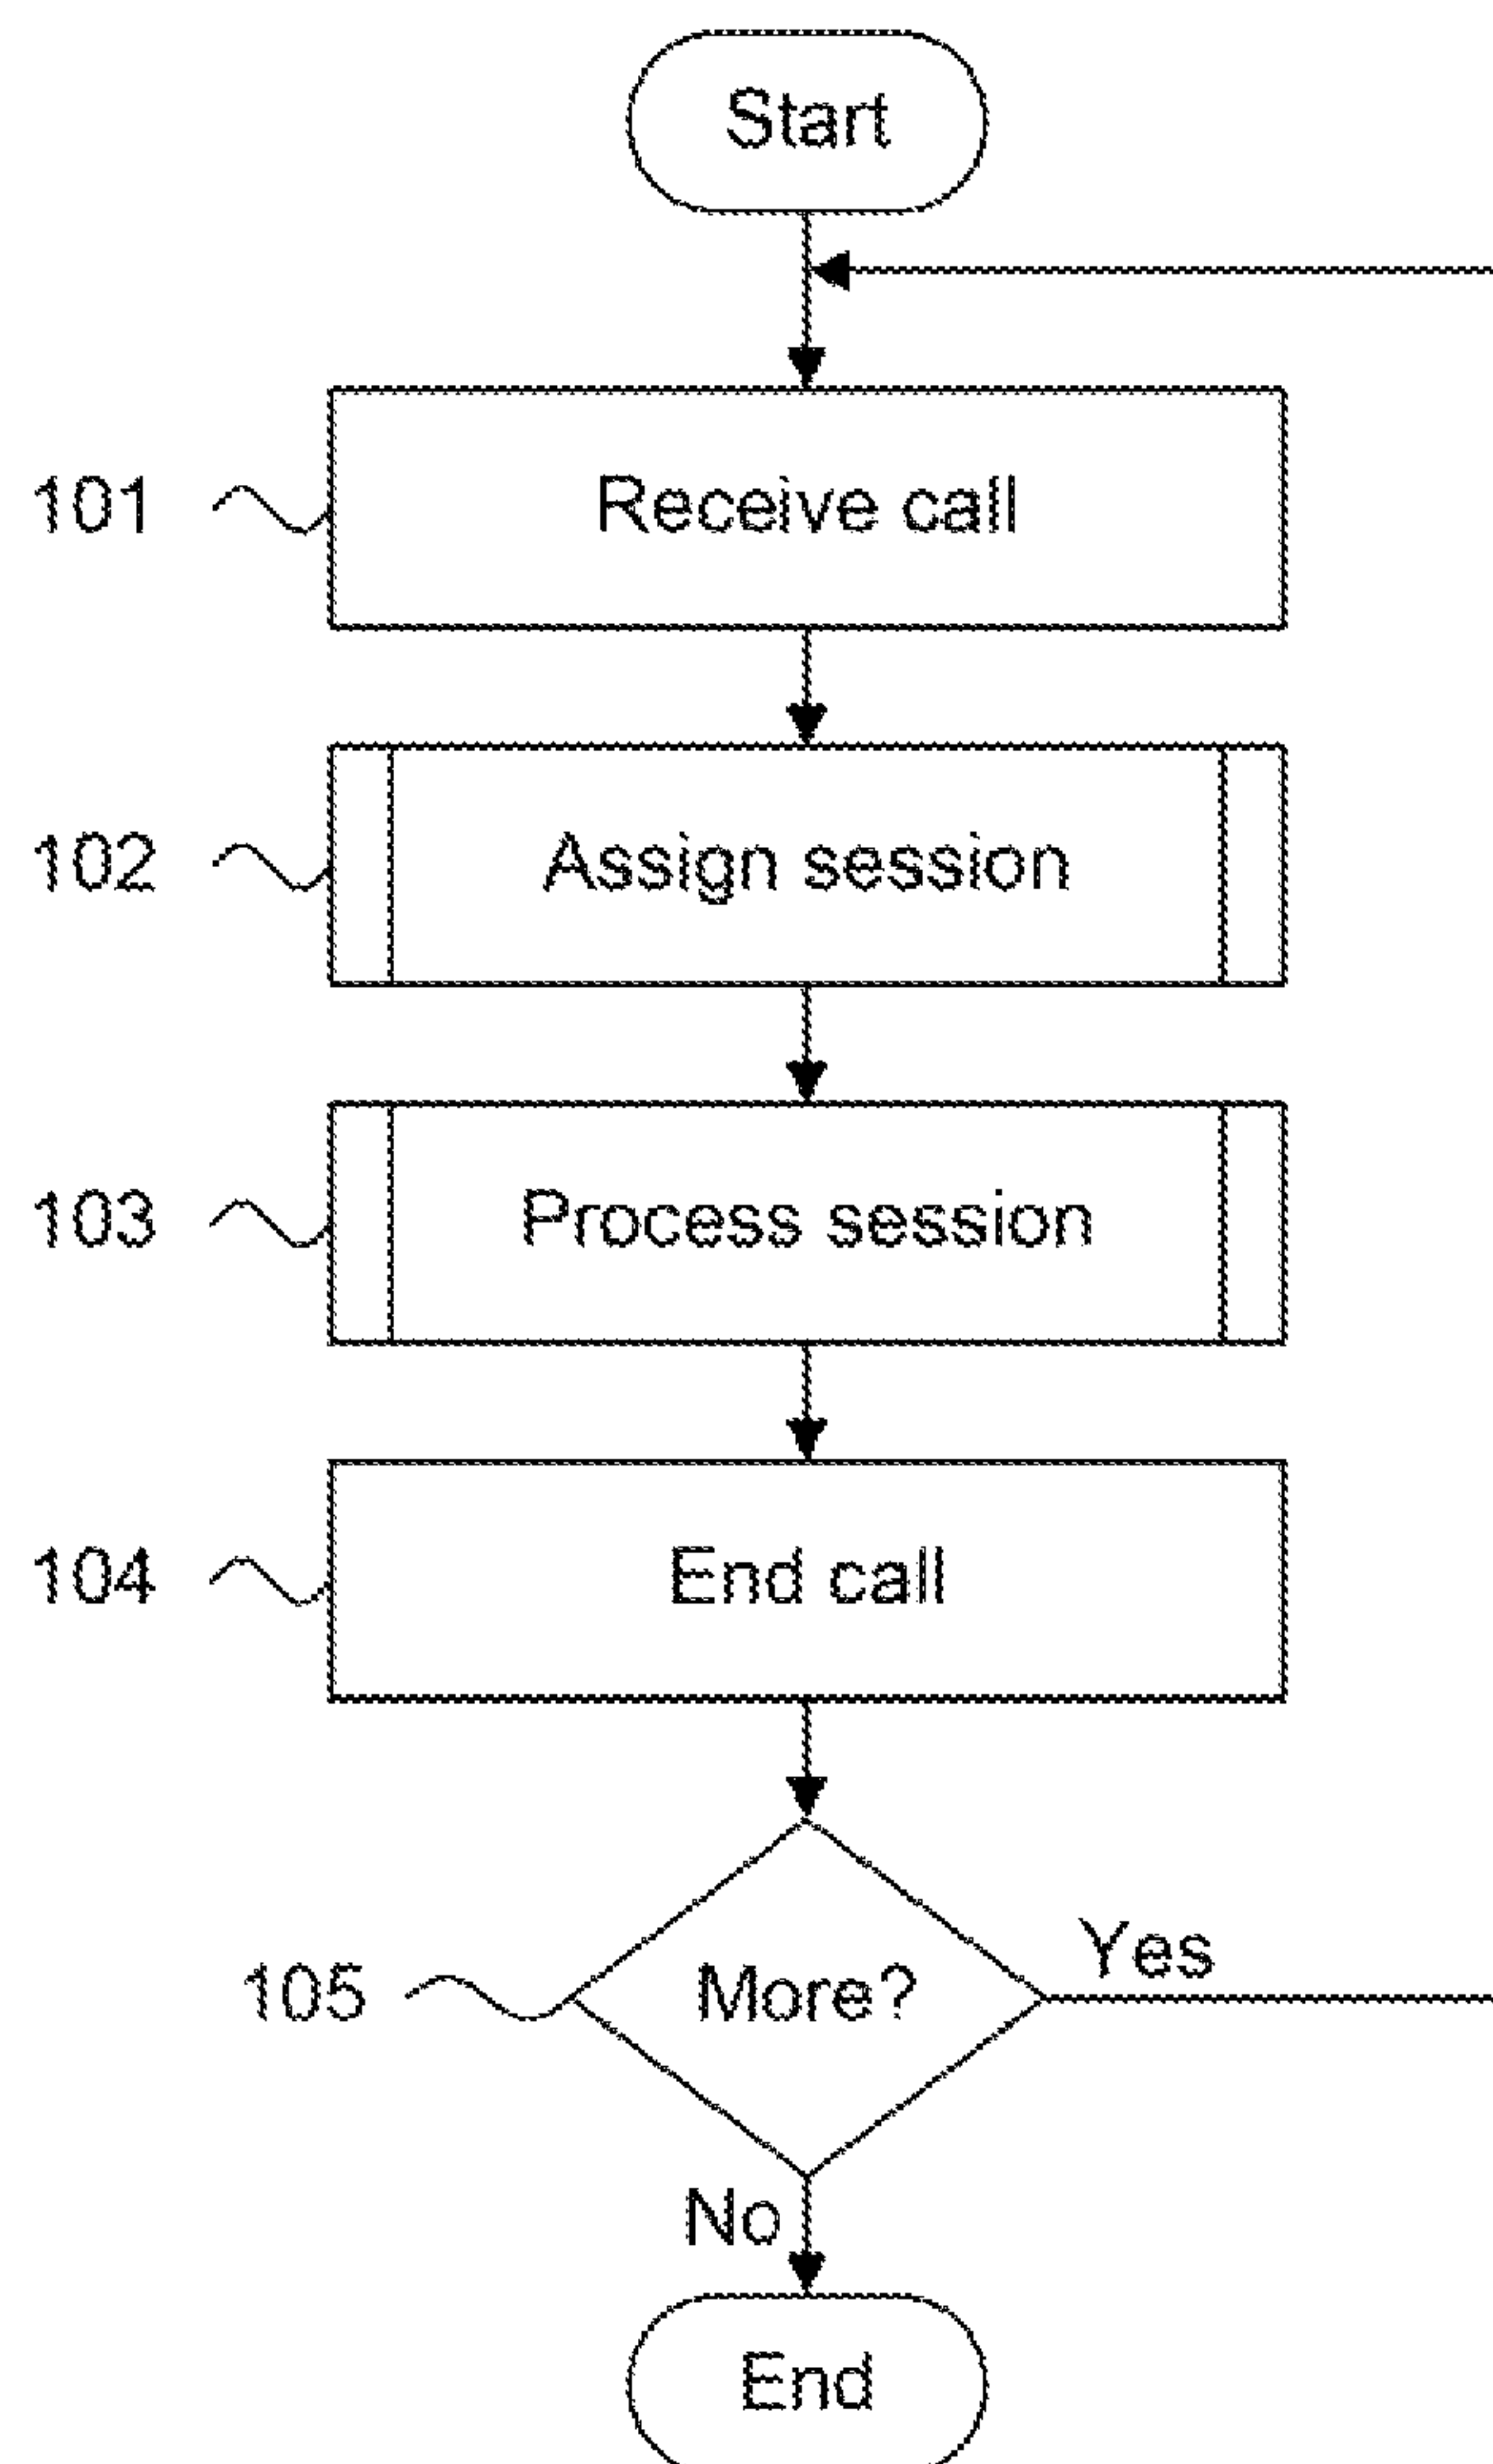 Start
101 Receive call
102 Assign session
103 Process session
104 End call
105 More? Yes
No
End